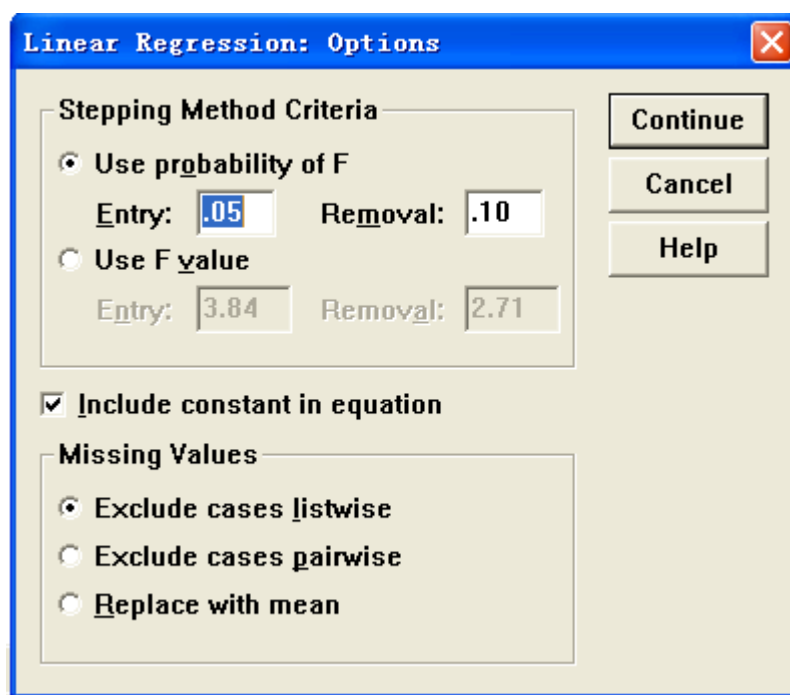 Linear Regression: Options
Stepping Method Criteria
Continue
Use probability of F
Cancel
Entry: .05 Removal: .10
Help
Use F value
Entry: 3.84 Removal: 2.71
Include constant in equation
Missing Values
Exclude cases listwise
Exclude cases pairwise
Replace with mean